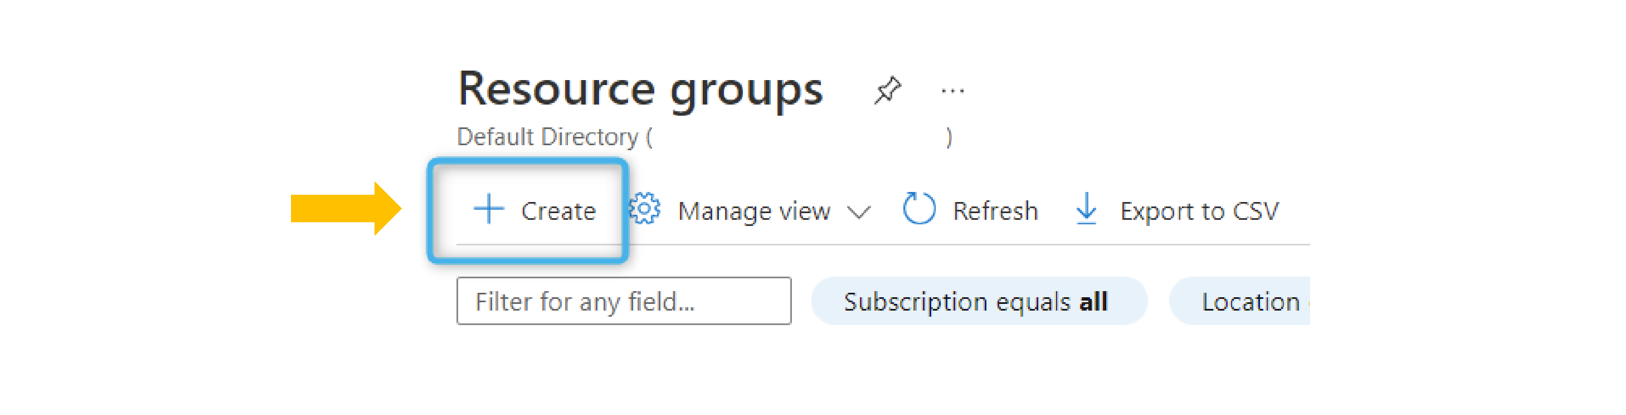 Resource groups ...
Default Directory ( )
+ Create Manage view Refresh Export to CSV
Filter for any field... Subscription equals all Location